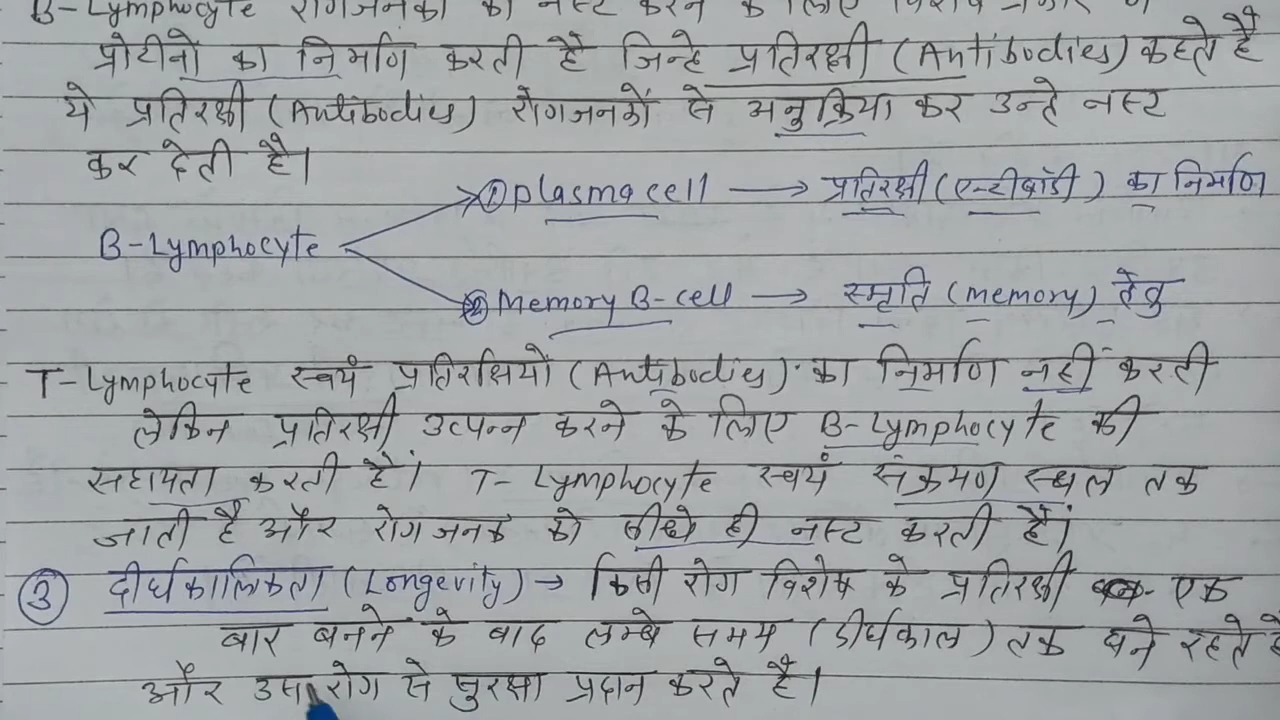 B-Lymphocyte रोगजनकों को नस्ट करने के लिए विशेष प्रकार
प्रोटीनों का निर्माण करती हैं जिन्हे प्रतिरक्षी (Antibodies) कहते हैं
ये प्रतिरक्षी (Antibodies) रोगजनकों से अनुक्रिया कर उन्हे नस्ट
कर देती है।
① plasma cell → प्रतिरक्षी (एन्टीबॉडी) का निर्माण
B-Lymphocyte
② Memory B-cell → स्मृति (memory) हेतु
T-Lymphocyte स्वयं प्रतिरक्षियों (Antibodies) का निर्माण नहीं करती
लेकिन प्रतिरक्षी उत्पन्न करने के लिए B-Lymphocyte की
सहायता करती हैं। T-Lymphocyte स्वयं संक्रमण स्थल तक
जाती है और रोगजनक को सीधे ही नस्ट करती हैं।
③ दीर्घकालिकता (Longevity) → किसी रोग विशेष के प्रतिरक्षी एक
बार बनने के बाद लम्बे समय (दीर्घकाल) तक बने रहते है
और उस रोग से सुरक्षा प्रदान करते है।